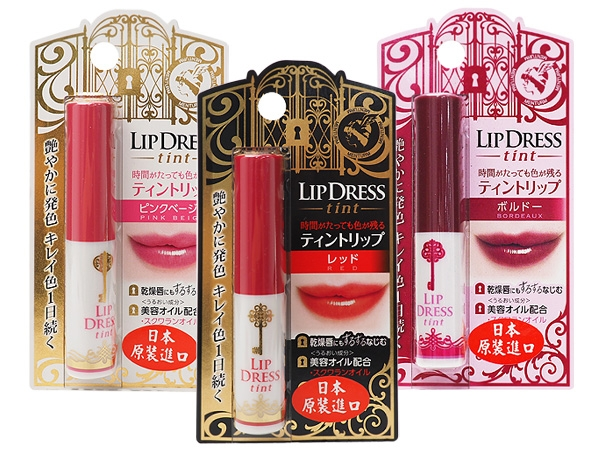 艶やかに発色 キレイ色1日続く
LIP DRESS
tint
時間がたっても色が残る
ティントリップ
ピンクベージ
PINK BEIG
乾燥唇にもするするなじむ
<うるおい成分>
美容オイル配合
・スクワランオイル
LIP
DRESS
tint
日本
原裝進口
艶やかに発色 キレイ色1日続く
LIP DRESS
tint
時間がたっても色が残る
ティントリップ
レッド
RED
乾燥唇にもするするなじむ
<うるおい成分>
美容オイル配合
・スクワランオイル
LIP
DRESS
tint
日本
原裝進口
艶やかに発色 キレイ色1日続く
MENTURM
LIP DRESS
tint
時間がたっても色が残る
ティントリップ
ボルドー
BORDEAUX
乾燥唇にもするするなじむ
<うるおい成分>
美容オイル配合
・スクワランオイル
LIP
DRESS
tint
日本
原裝進口